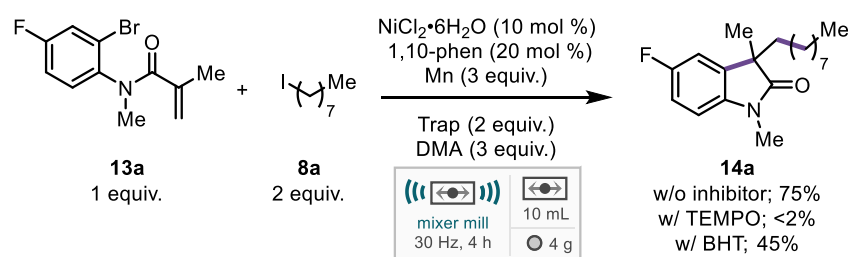 F
Br
O
N
Me
Me
13a
1 equiv.
+
I
Me
7
8a
2 equiv.
NiCl2•6H2O (10 mol %)
1,10-phen (20 mol %)
Mn (3 equiv.)
Trap (2 equiv.)
DMA (3 equiv.)
mixer mill
30 Hz, 4 h
10 mL
4 g
Me
Me
7
F
O
N
Me
14a
w/o inhibitor; 75%
w/ TEMPO; <2%
w/ BHT; 45%